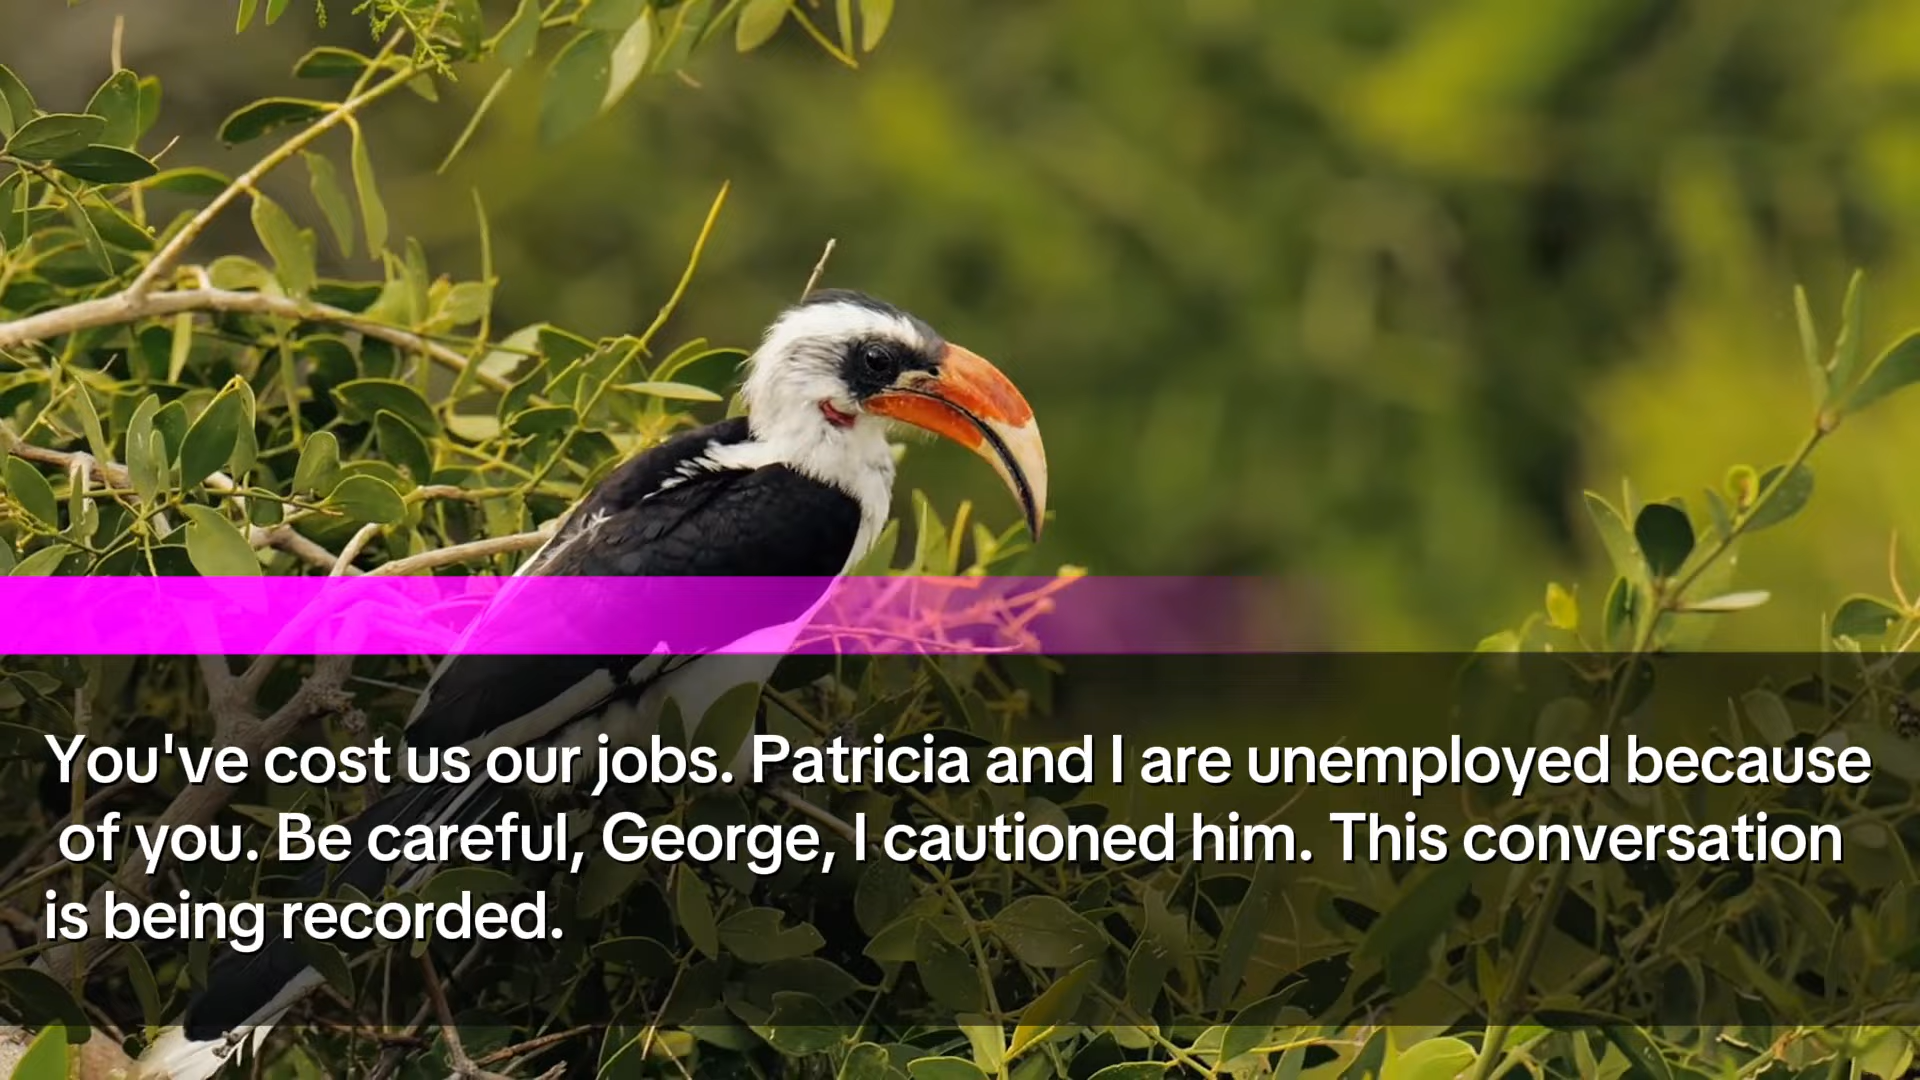 You've cost us our jobs. Patricia and I are unemployed because
of you. Be careful, George, I cautioned him. This conversation
is being recorded.